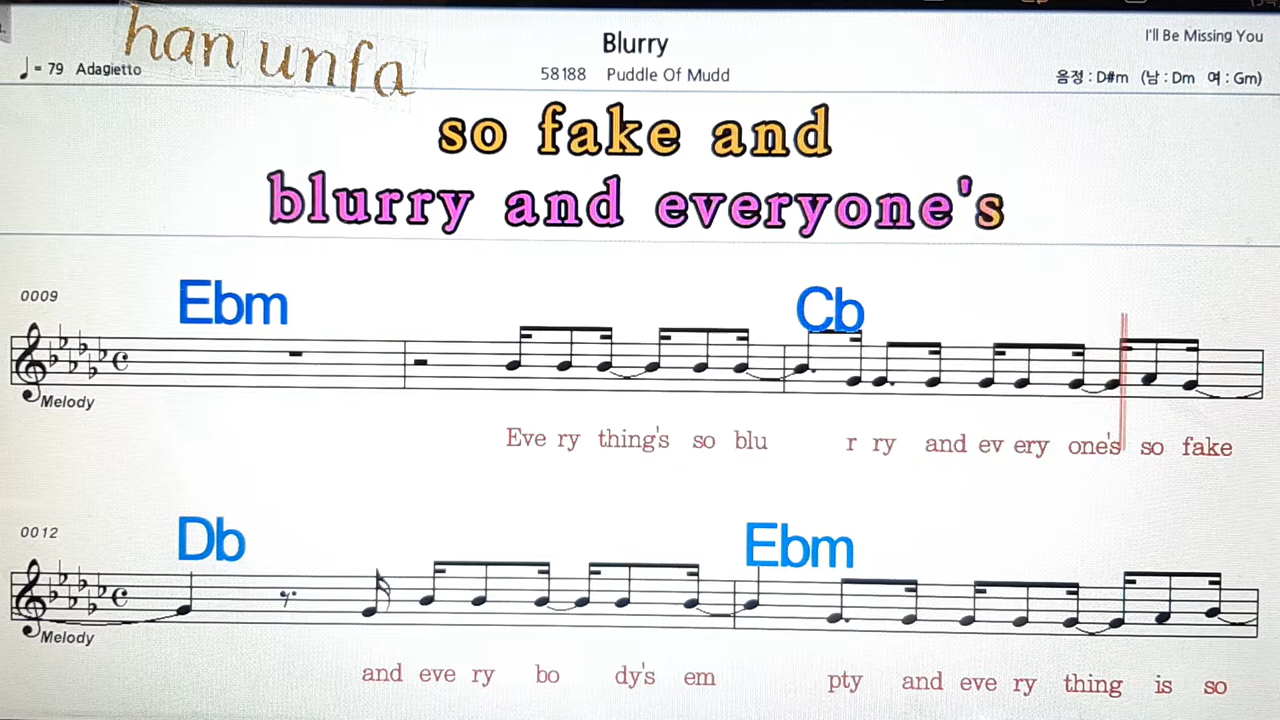 han unfa
Blurry
I'll Be Missing You
♩ = 79 Adagietto
58188 Puddle Of Mudd
음정 : D#m (남 : Dm 여 : Gm)
so fake and
blurry and everyone's
0009
Ebm Cb
Melody
Eve ry thing's so blu r ry and ev ery one's so fake
0012
Db Ebm
Melody
and eve ry bo dy's em pty and eve ry thing is so